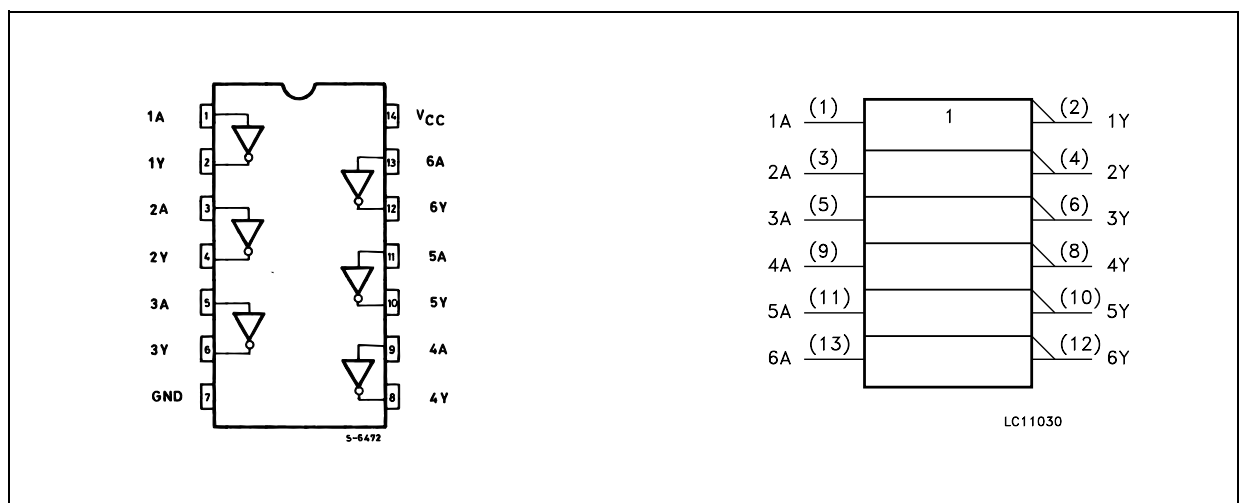 1A 1 14 VCC
1Y 2 13 6A
2A 3 12 6Y
2Y 4 11 5A
3A 5 10 5Y
3Y 6 9 4A
GND 7 8 4Y
S-6472
1A (1) 1 (2) 1Y
2A (3) (4) 2Y
3A (5) (6) 3Y
4A (9) (8) 4Y
5A (11) (10) 5Y
6A (13) (12) 6Y
LC11030